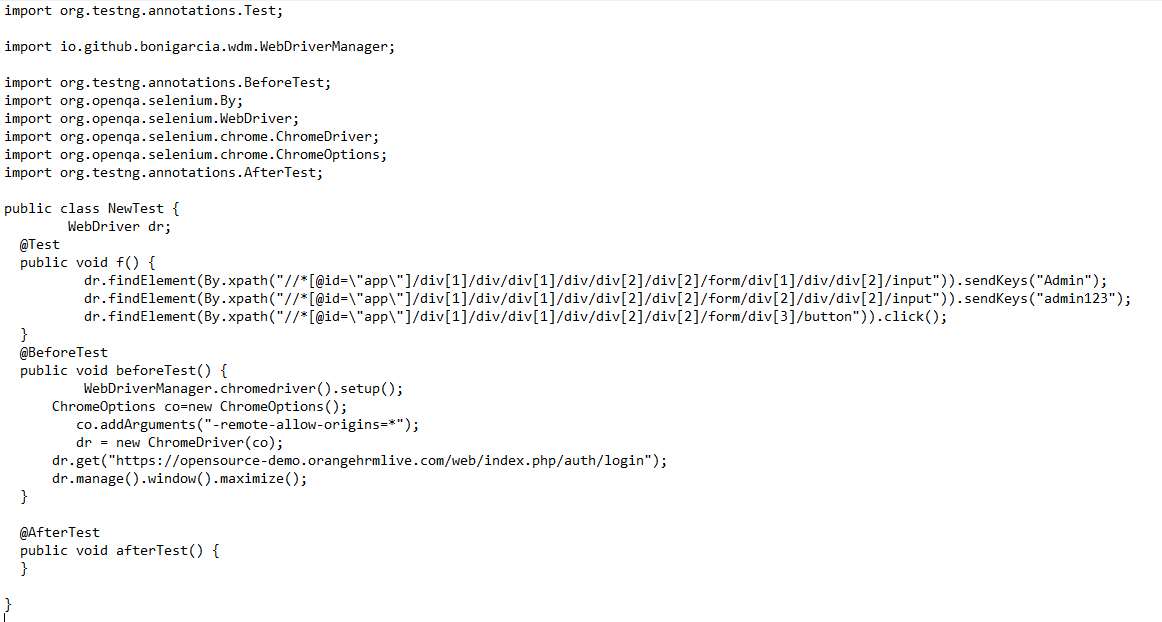 import org.testng.annotations.Test;
import io.github.bonigarcia.wdm.WebDriverManager;
import org.testng.annotations.BeforeTest;
import org.openqa.selenium.By;
import org.openqa.selenium.WebDriver;
import org.openqa.selenium.chrome.ChromeDriver;
import org.openqa.selenium.chrome.ChromeOptions;
import org.testng.annotations.AfterTest;
public class NewTest {
WebDriver dr;
@Test
public void f() {
dr.findElement(By.xpath("//*[@id=\"app\"]/div[1]/div/div[1]/div/div[2]/div[2]/form/div[1]/div/div[2]/input")).sendKeys("Admin");
dr.findElement(By.xpath("//*[@id=\"app\"]/div[1]/div/div[1]/div/div[2]/div[2]/form/div[2]/div/div[2]/input")).sendKeys("admin123");
dr.findElement(By.xpath("//*[@id=\"app\"]/div[1]/div/div[1]/div/div[2]/div[2]/form/div[3]/button")).click();
}
@BeforeTest
public void beforeTest() {
WebDriverManager.chromedriver().setup();
ChromeOptions co=new ChromeOptions();
co.addArguments("-remote-allow-origins=*");
dr = new ChromeDriver(co);
dr.get("https://opensource-demo.orangehrmlive.com/web/index.php/auth/login");
dr.manage().window().maximize();
}
@AfterTest
public void afterTest() {
}
}